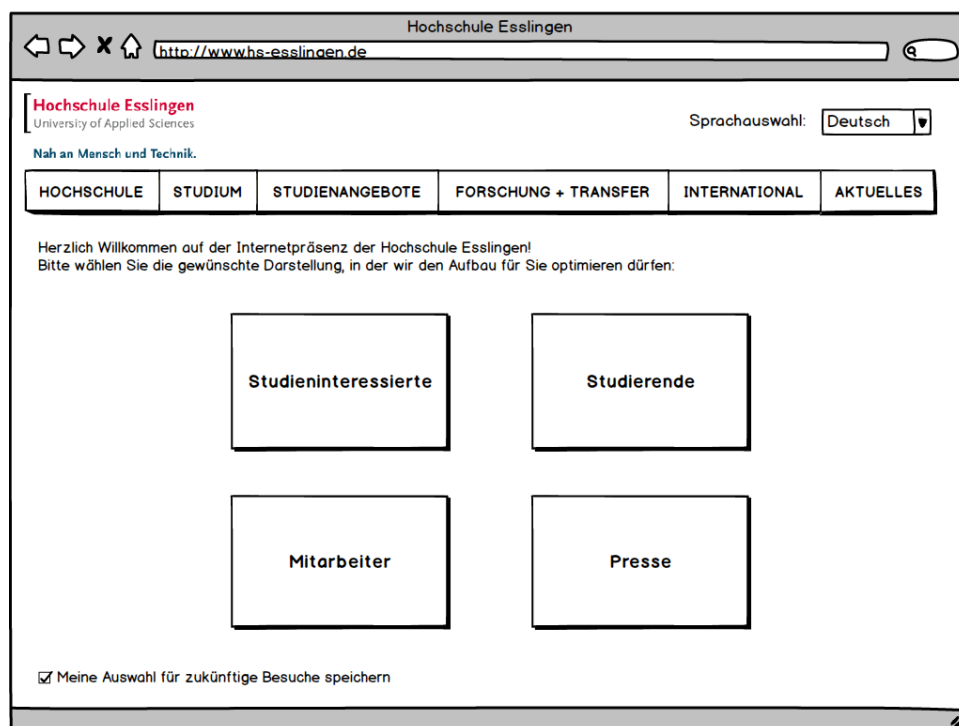 Hochschule Esslingen
http://www.hs-esslingen.de
Hochschule Esslingen
University of Applied Sciences
Sprachauswahl: Deutsch
Nah an Mensch und Technik.
HOCHSCHULE STUDIUM STUDIENANGEBOTE FORSCHUNG + TRANSFER INTERNATIONAL AKTUELLES
Herzlich Willkommen auf der Internetpräsenz der Hochschule Esslingen!
Bitte wählen Sie die gewünschte Darstellung, in der wir den Aufbau für Sie optimieren dürfen:
Studieninteressierte Studierende
Mitarbeiter Presse
Meine Auswahl für zukünftige Besuche speichern